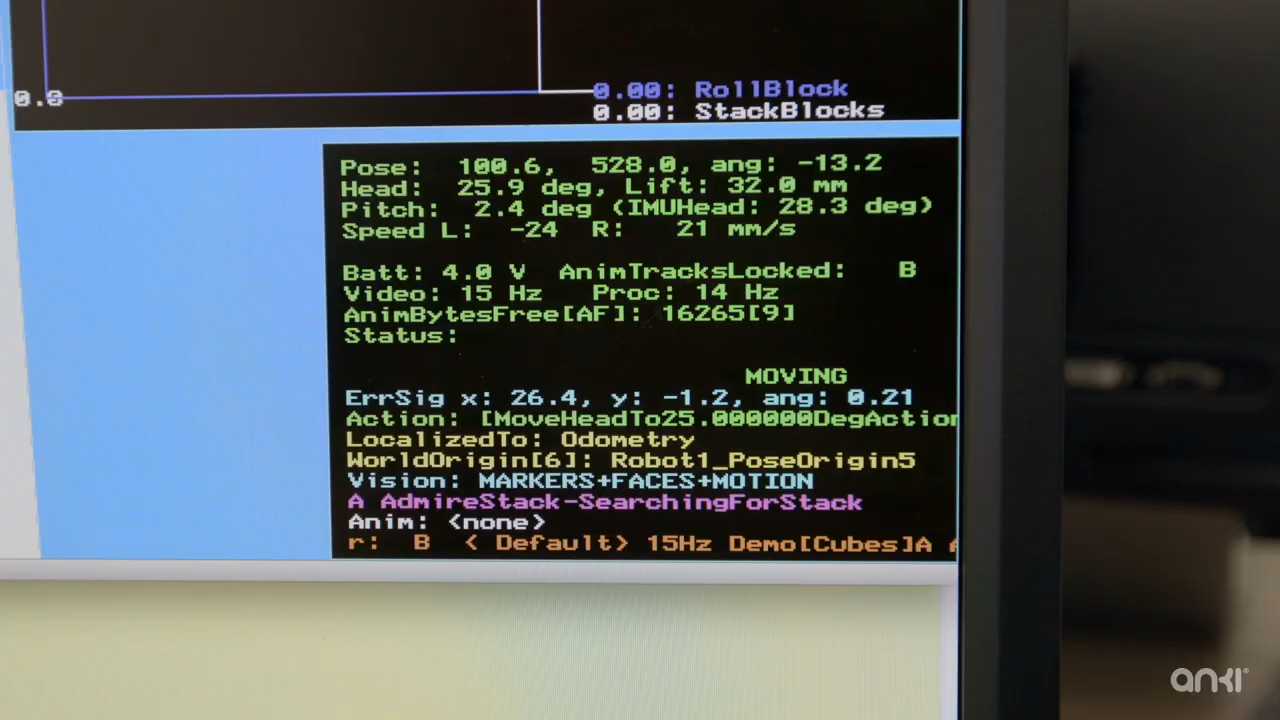 0.8
0.00: RollBlock
0.00: StackBlocks
Pose: 100.6, 528.0, ang: -13.2
Head: 25.9 deg, Lift: 32.0 mm
Pitch: 2.4 deg (IMUHead: 28.3 deg)
Speed L: -24 R: 21 mm/s
Batt: 4.0 V AnimTracksLocked: B
Video: 15 Hz Proc: 14 Hz
AnimBytesFree[AF]: 16265[9]
Status:
MOVING
ErrSig x: 26.4, y: -1.2, ang: 0.21
Action: [MoveHeadTo25.000000DegAction
LocalizedTo: Odometry
WorldOrigin[6]: Robot1_PoseOrigin5
Vision: MARKERS+FACES+MOTION
A AdmireStack-SearchingForStack
Anim: <none>
r: B < Default> 15Hz Demo[Cubes]A
anki